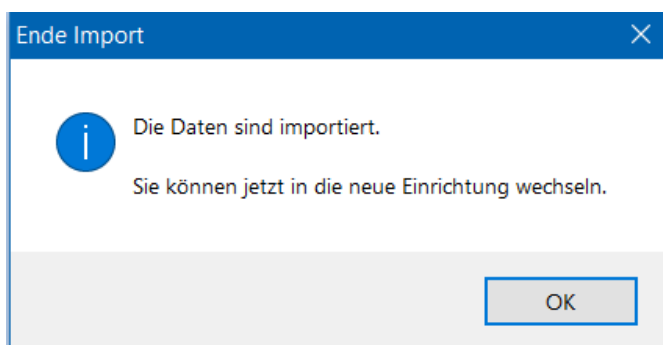 Ende Import
Die Daten sind importiert.
Sie können jetzt in die neue Einrichtung wechseln.
OK